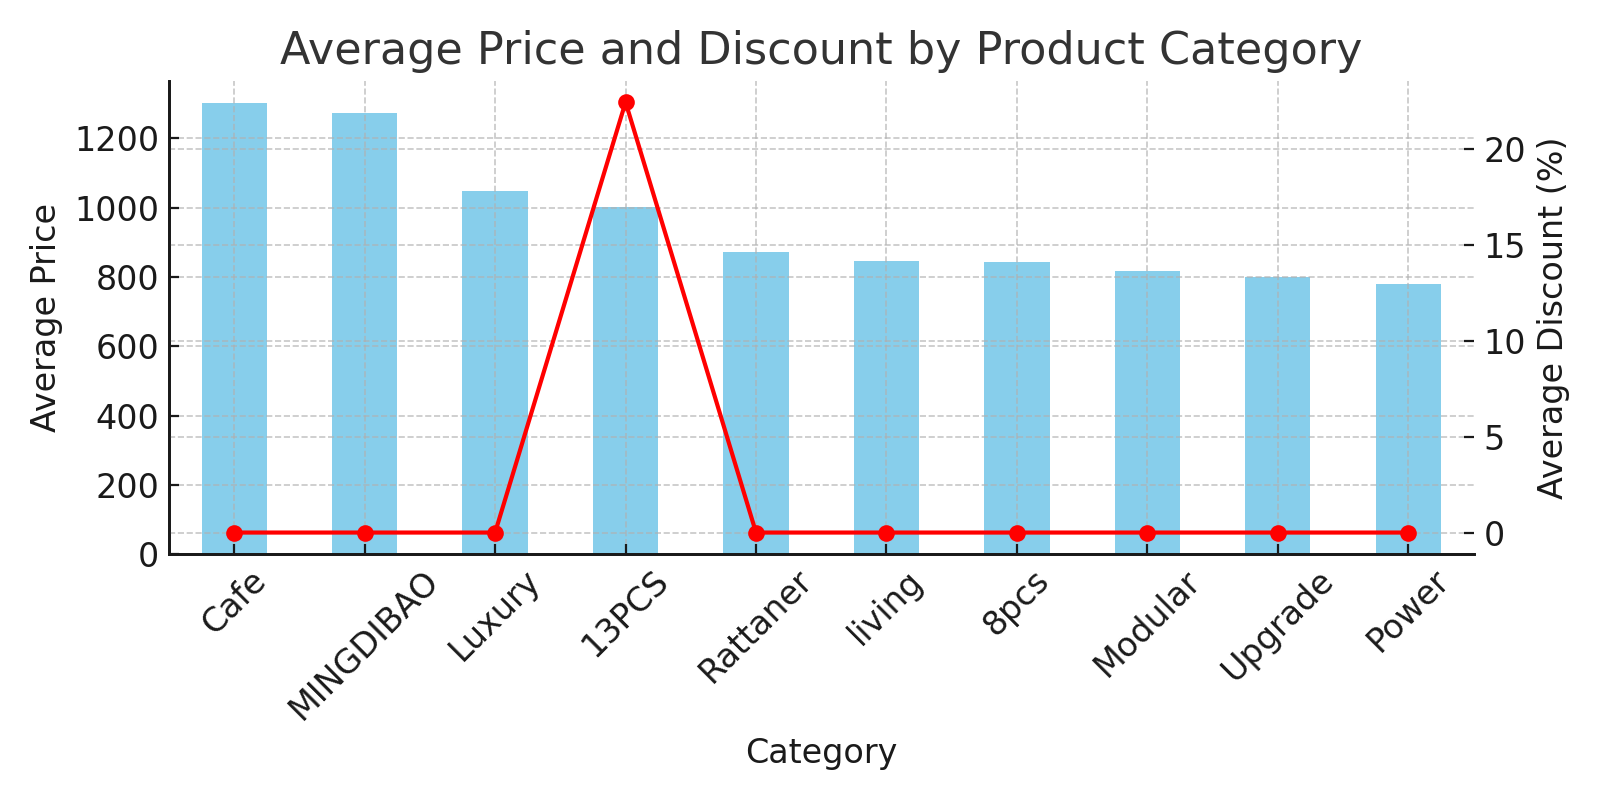 Average Price and Discount by Product Category
Average Price
1200
1000
800
600
400
200
0
20
15
10
5
0
Average Discount (%)
Cafe
MINGDIBAO
Luxury
13PCS
Rattaner
living
8pcs
Modular
Upgrade
Power
Category